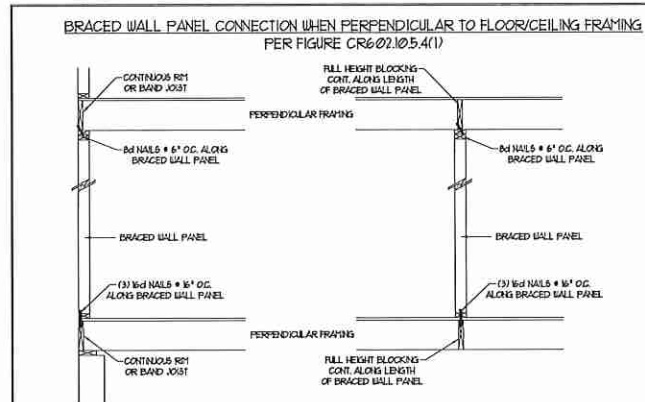 BRACED WALL PANEL CONNECTION WHEN PERPENDICULAR TO FLOOR/CEILING FRAMING
PER FIGURE CR602.10.5.4(1)
CONTINUOUS RIM
OR BAND JOIST
FULL HEIGHT BLOCKING
CONT. ALONG LENGTH
OF BRACED WALL PANEL
PERPENDICULAR FRAMING
8d NAILS @ 6" O.C. ALONG
BRACED WALL PANEL
8d NAILS @ 6" O.C. ALONG
BRACED WALL PANEL
BRACED WALL PANEL
BRACED WALL PANEL
(3) 16d NAILS @ 16" O.C.
ALONG BRACED WALL PANEL
(3) 16d NAILS @ 16" O.C.
ALONG BRACED WALL PANEL
PERPENDICULAR FRAMING
CONTINUOUS RIM
OR BAND JOIST
FULL HEIGHT BLOCKING
CONT. ALONG LENGTH
OF BRACED WALL PANEL